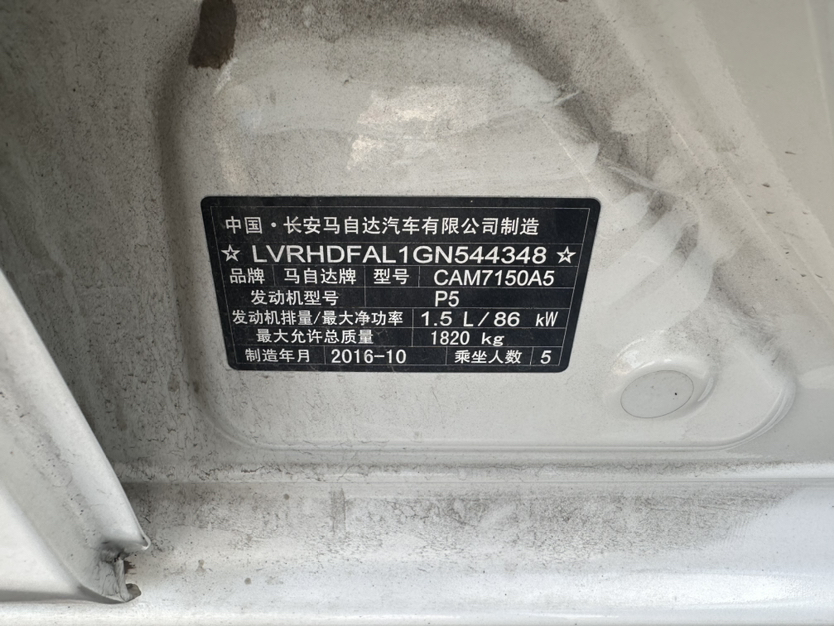 中国·长安马自达汽车有限公司制造
☆ LVRHDFAL1GN544348 ☆
品牌 马自达牌 型号 CAM7150A5
发动机型号 P5
发动机排量/最大净功率 1.5 L/86 kW
最大允许总质量 1820 kg
制造年月 2016-10 乘坐人数 5